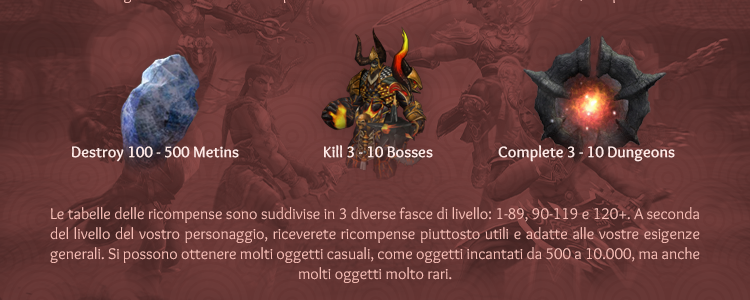 Destroy 100 - 500 Metins
Kill 3 - 10 Bosses
Complete 3 - 10 Dungeons
Le tabelle delle ricompense sono suddivise in 3 diverse fasce di livello: 1-89, 90-119 e 120+. A seconda
del livello del vostro personaggio, riceverete ricompense piuttosto utili e adatte alle vostre esigenze
generali. Si possono ottenere molti oggetti casuali, come oggetti incantati da 500 a 10.000, ma anche
molti oggetti molto rari.